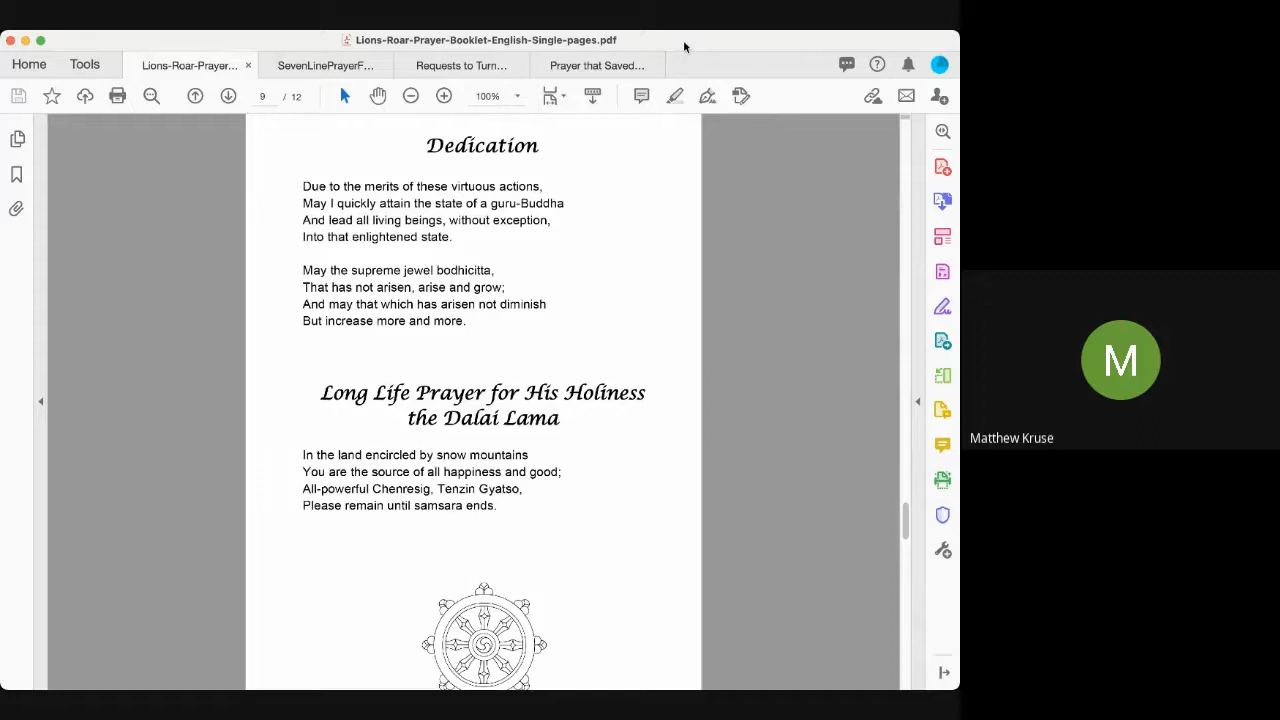 Lions-Roar-Prayer-Booklet-English-Single-pages.pdf
Home Tools Lions-Roar-Prayer... × SevenLinePrayerF... Requests to Turn... Prayer that Saved...
9 / 12 100%
Dedication
Due to the merits of these virtuous actions,
May I quickly attain the state of a guru-Buddha
And lead all living beings, without exception,
Into that enlightened state.
May the supreme jewel bodhicitta,
That has not arisen, arise and grow;
And may that which has arisen not diminish
But increase more and more.
Long Life Prayer for His Holiness
the Dalai Lama
In the land encircled by snow mountains
You are the source of all happiness and good;
All-powerful Chenresig, Tenzin Gyatso,
Please remain until samsara ends.
M
Matthew Kruse